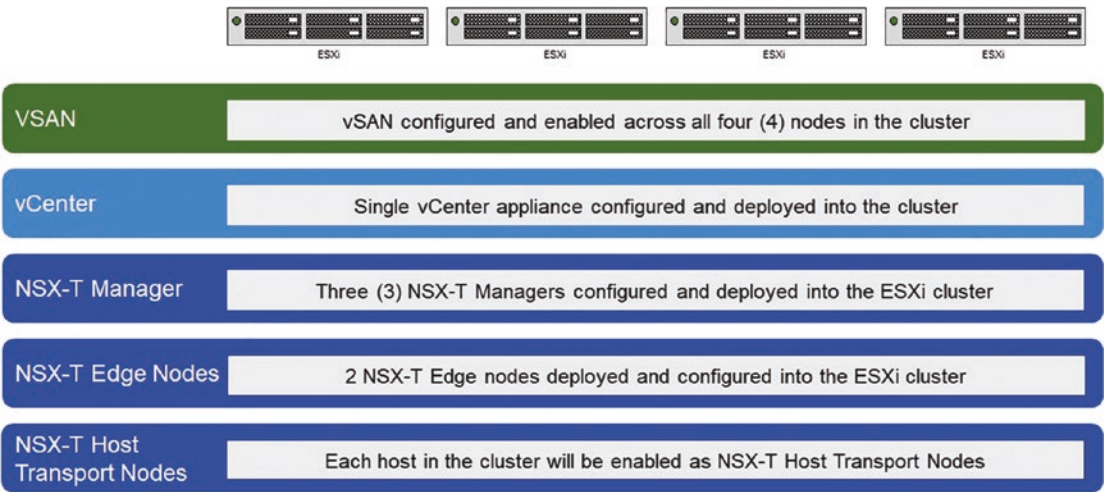 ESXi ESXi ESXi ESXi
VSAN
vSAN configured and enabled across all four (4) nodes in the cluster
vCenter
Single vCenter appliance configured and deployed into the cluster
NSX-T Manager
Three (3) NSX-T Managers configured and deployed into the ESXi cluster
NSX-T Edge Nodes
2 NSX-T Edge nodes deployed and configured into the ESXi cluster
NSX-T Host
Transport Nodes
Each host in the cluster will be enabled as NSX-T Host Transport Nodes